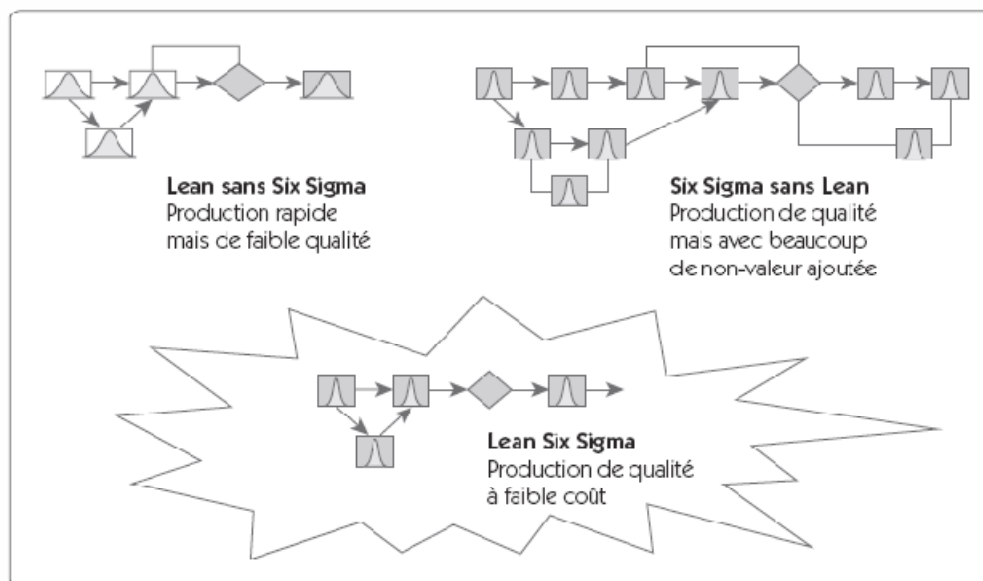 Lean sans Six Sigma
Production rapide
mais de faible qualité
Six Sigma sans Lean
Production de qualité
mais avec beaucoup
de non-valeur ajoutée
Lean Six Sigma
Production de qualité
à faible coût